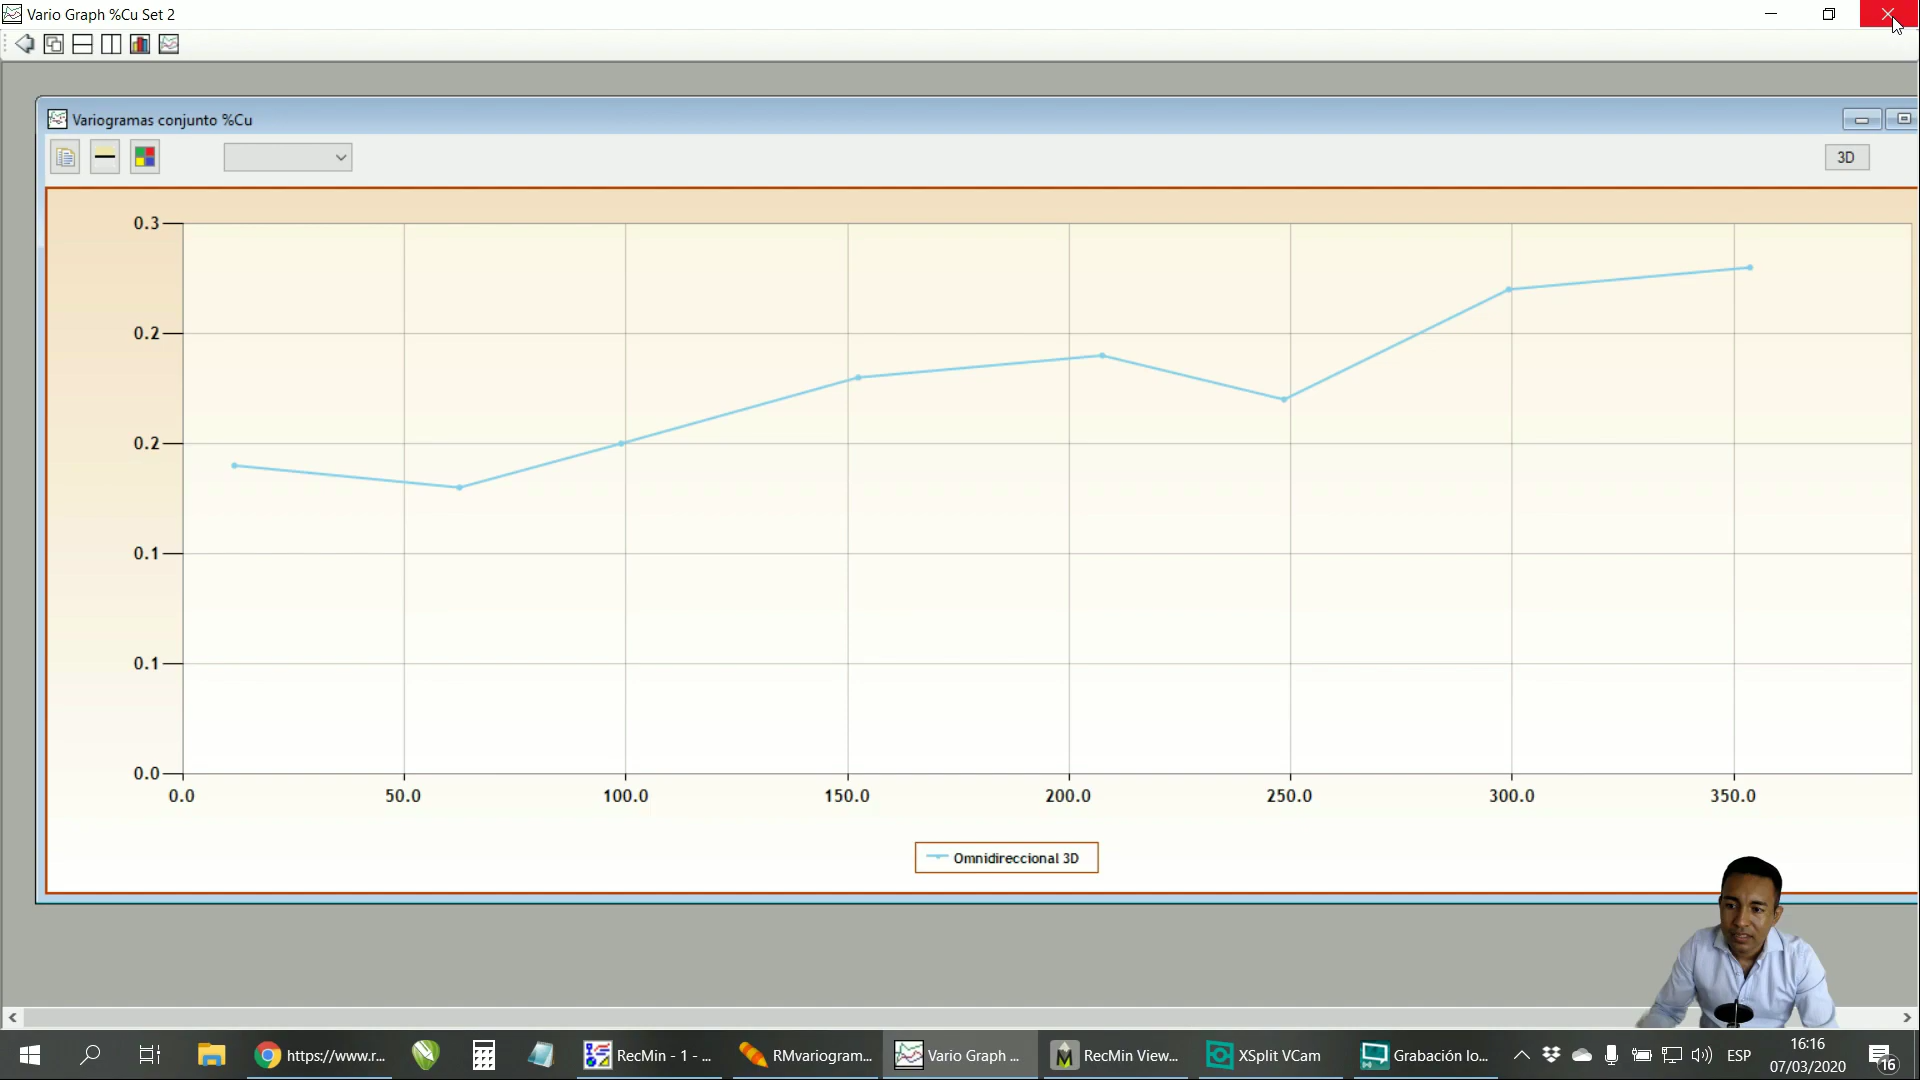 Vario Graph %Cu Set 2
Variogramas conjunto %Cu
3D
0.3
0.2
0.2
0.1
0.1
0.0
0.0 50.0 100.0 150.0 200.0 250.0 300.0 350.0
Omnidireccional 3D
https://www.r... RecMin - 1 - ... RMvariogram... Vario Graph ... RecMin View... XSplit VCam Grabación lo... ESP 16:16
07/03/2020 16